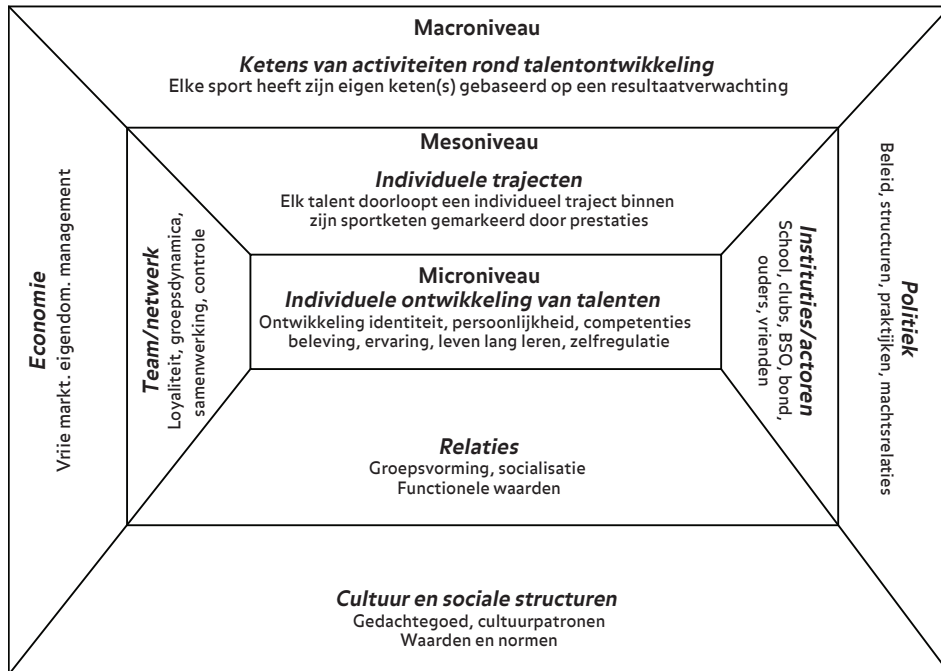 Macroniveau
Ketens van activiteiten rond talentontwikkeling
Elke sport heeft zijn eigen keten(s) gebaseerd op een resultaatverwachting
Mesoniveau
Individuele trajecten
Elk talent doorloopt een individueel traject binnen
zijn sportketen gemarkeerd door prestaties
Economie
Vriie markt. eigendom. management
Team/netwerk
Loyaliteit, groepsdynamica,
samenwerking, controle
Microniveau
Individuele ontwikkeling van talenten
Ontwikkeling identiteit, persoonlijkheid, competenties
beleving, ervaring, leven lang leren, zelfregulatie
Instituties/actoren
School, clubs, BSO, bond,
ouders, vrienden
Politiek
Beleid, structuren, praktijken, machtsrelaties
Relaties
Groepsvorming, socialisatie
Functionele waarden
Cultuur en sociale structuren
Gedachtegoed, cultuurpatronen
Waarden en normen